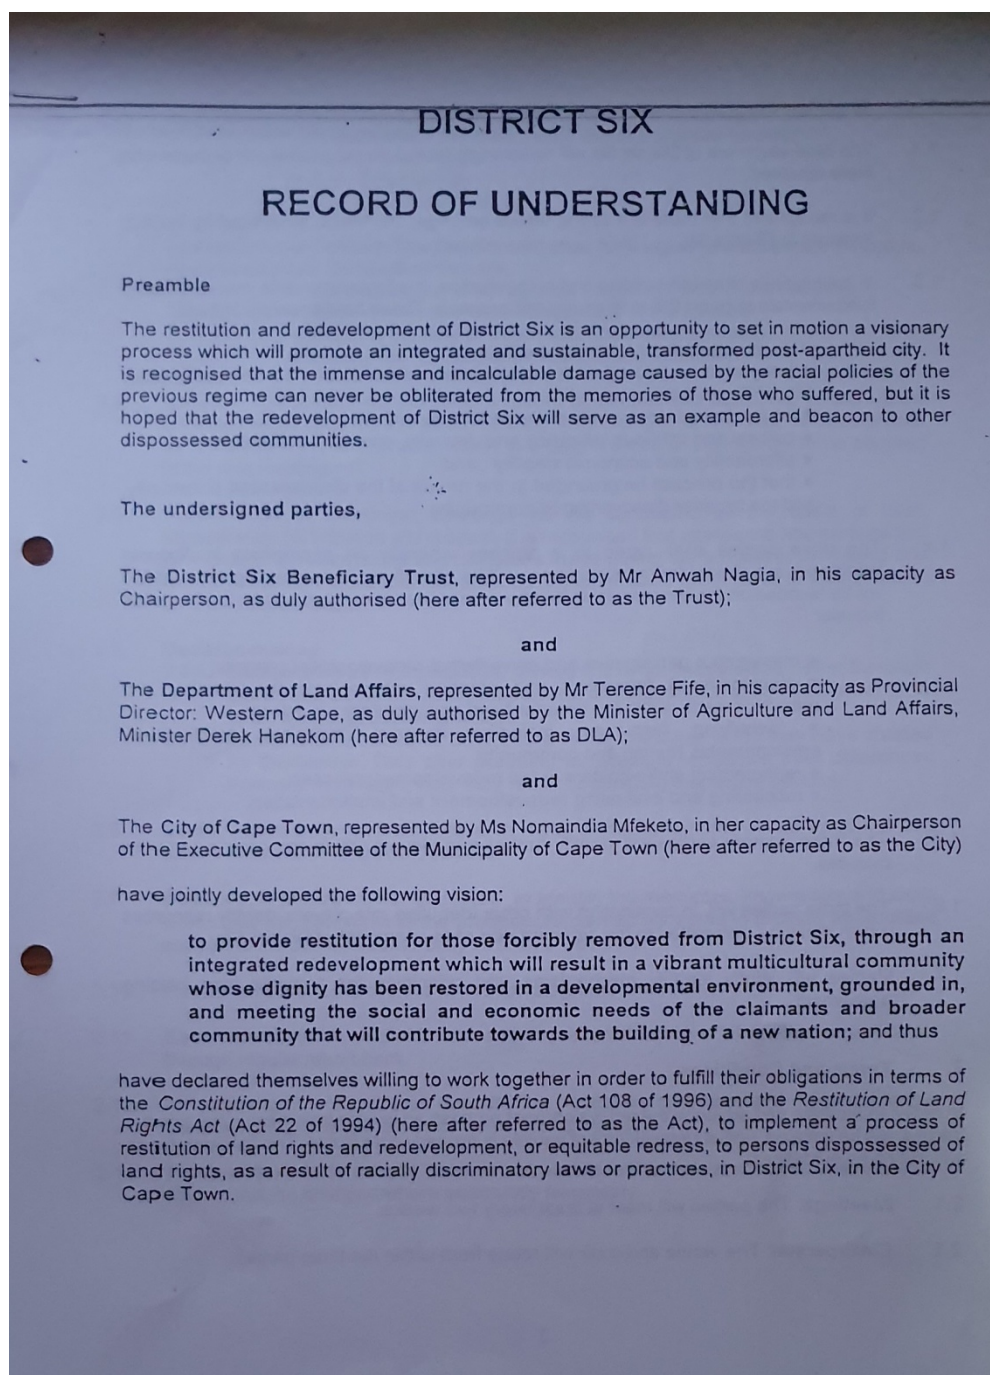 DISTRICT SIX
RECORD OF UNDERSTANDING
Preamble
The restitution and redevelopment of District Six is an opportunity to set in motion a visionary
process which will promote an integrated and sustainable, transformed post-apartheid city. It
is recognised that the immense and incalculable damage caused by the racial policies of the
previous regime can never be obliterated from the memories of those who suffered, but it is
hoped that the redevelopment of District Six will serve as an example and beacon to other
dispossessed communities.
The undersigned parties,
The District Six Beneficiary Trust, represented by Mr Anwah Nagia, in his capacity as
Chairperson, as duly authorised (here after referred to as the Trust);
and
The Department of Land Affairs, represented by Mr Terence Fife, in his capacity as Provincial
Director: Western Cape, as duly authorised by the Minister of Agriculture and Land Affairs,
Minister Derek Hanekom (here after referred to as DLA);
and
The City of Cape Town, represented by Ms Nomaindia Mfeketo, in her capacity as Chairperson
of the Executive Committee of the Municipality of Cape Town (here after referred to as the City)
have jointly developed the following vision:
to provide restitution for those forcibly removed from District Six, through an
integrated redevelopment which will result in a vibrant multicultural community
whose dignity has been restored in a developmental environment, grounded in,
and meeting the social and economic needs of the claimants and broader
community that will contribute towards the building of a new nation; and thus
have declared themselves willing to work together in order to fulfill their obligations in terms of
the Constitution of the Republic of South Africa (Act 108 of 1996) and the Restitution of Land
Rights Act (Act 22 of 1994) (here after referred to as the Act), to implement a process of
restitution of land rights and redevelopment, or equitable redress, to persons dispossessed of
land rights, as a result of racially discriminatory laws or practices, in District Six, in the City of
Cape Town.